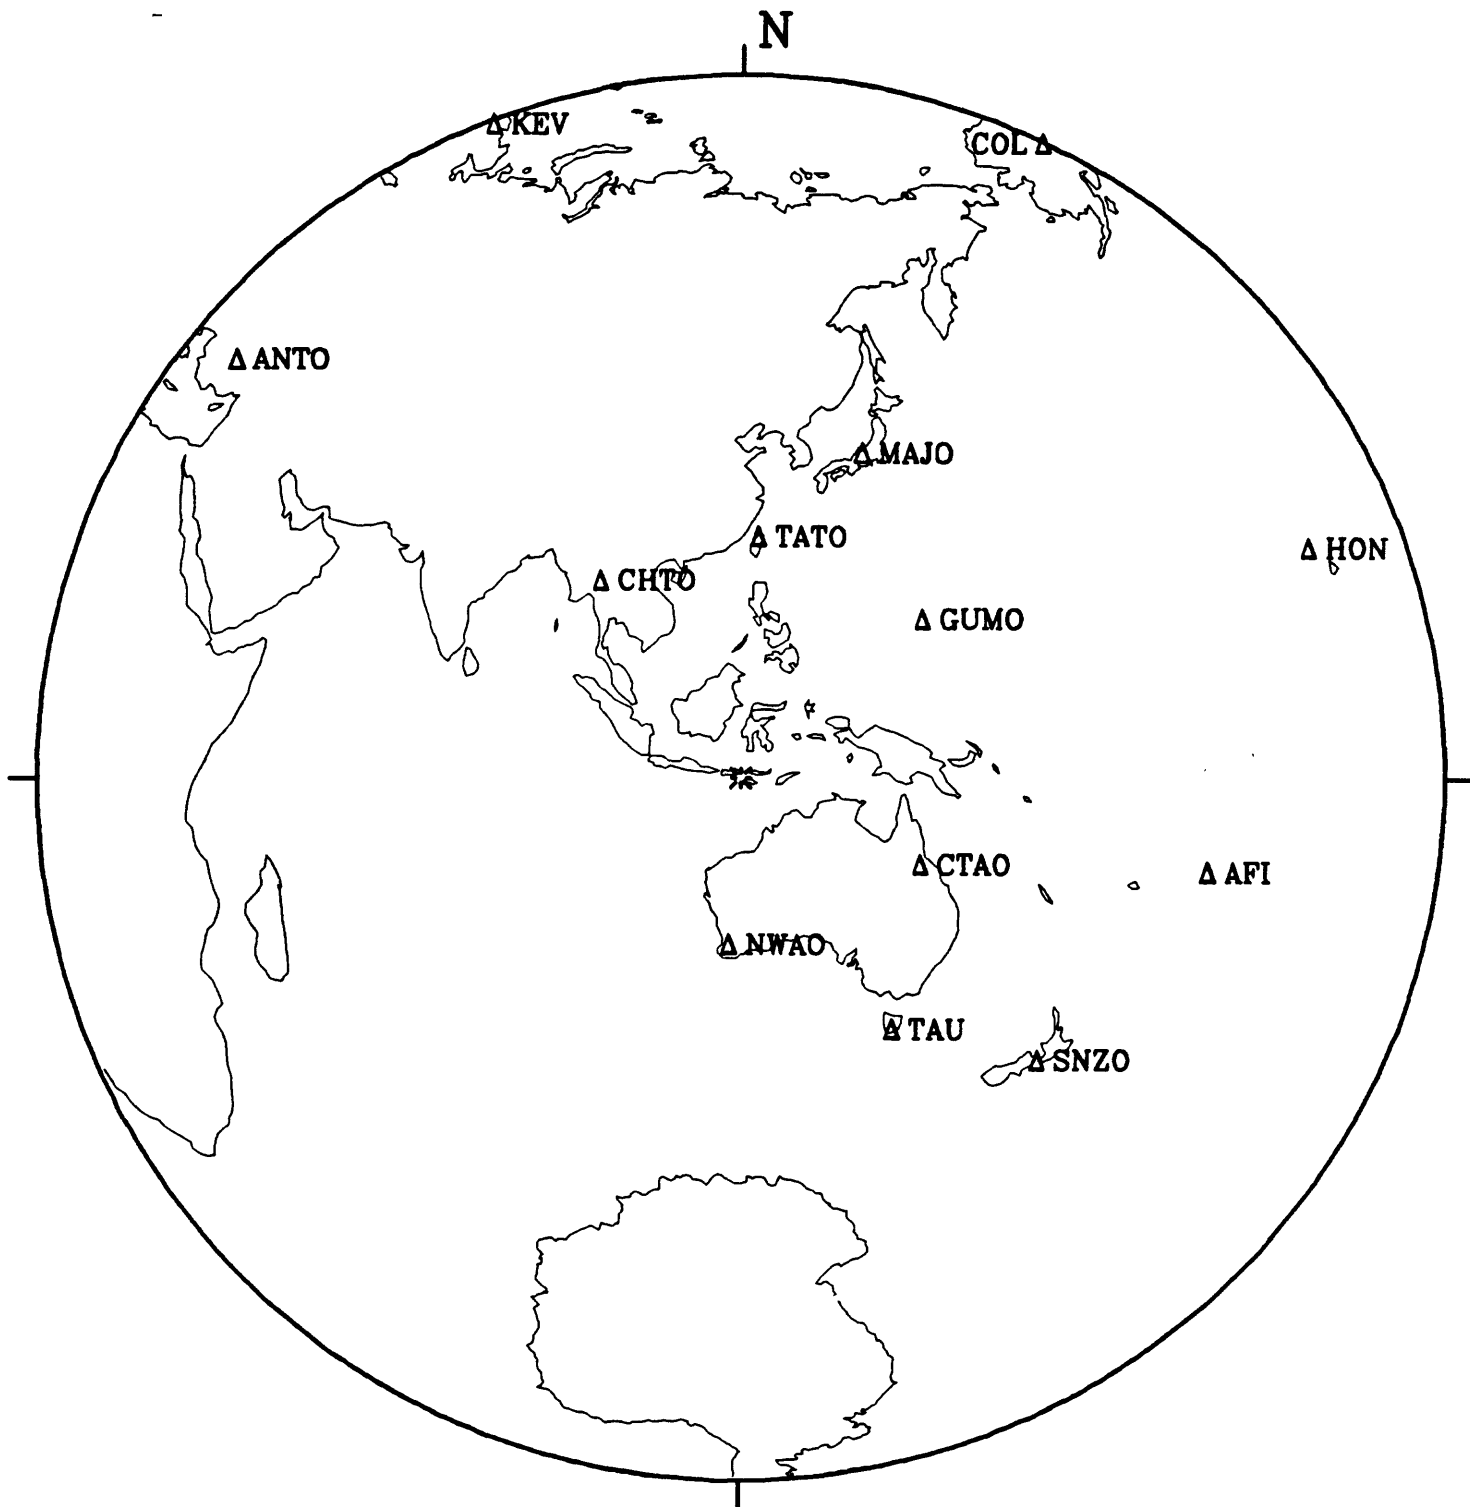 N
KEV
COL
ANTO
MAJO
TATO
HON
CHTO
GUMO
CTAO
AFI
NWAO
TAU
SNZO